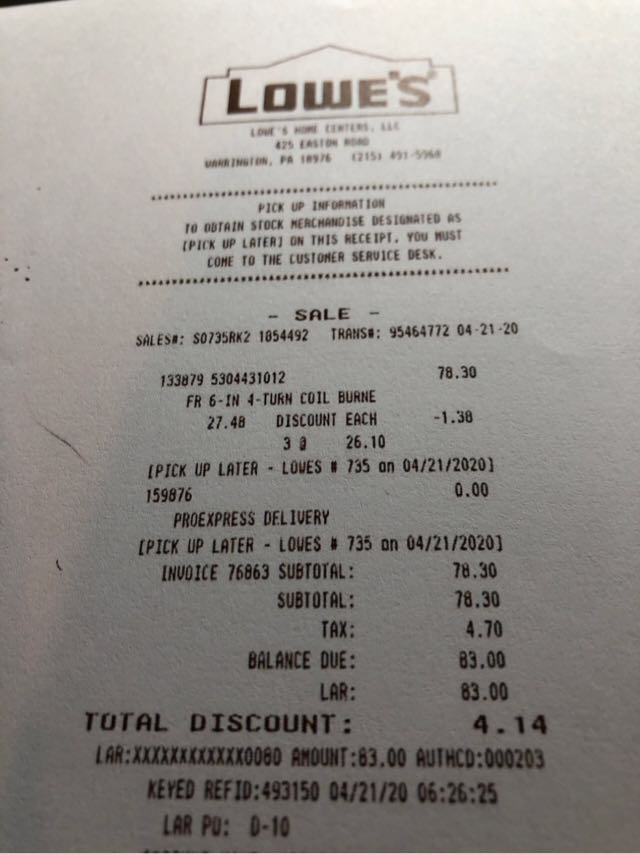 LOWE'S
LOWE'S HOME CENTERS, LLC
425 EASTON ROAD
WARRINGTON, PA 18976 (215) 491-5968
PICK UP INFORMATION
TO OBTAIN STOCK MERCHANDISE DESIGNATED AS
[PICK UP LATER] ON THIS RECEIPT, YOU MUST
COME TO THE CUSTOMER SERVICE DESK.
- SALE -
SALES#: S0735RK2 1854492 TRANS#: 95464772 04-21-20
133879 5304431012 78.30
FR 6-IN 4-TURN COIL BURNE
27.48 DISCOUNT EACH -1.38
3 @ 26.10
[PICK UP LATER - LOWES # 735 on 04/21/2020]
159876 0.00
PROEXPRESS DELIVERY
[PICK UP LATER - LOWES # 735 on 04/21/2020]
INVOICE 76863 SUBTOTAL: 78.30
SUBTOTAL: 78.30
TAX: 4.70
BALANCE DUE: 83.00
LAR: 83.00
TOTAL DISCOUNT: 4.14
LAR:XXXXXXXXXXXX0080 AMOUNT:83.00 AUTHCD:000203
KEYED REFID:493150 04/21/20 06:26:25
LAR PO: D-10